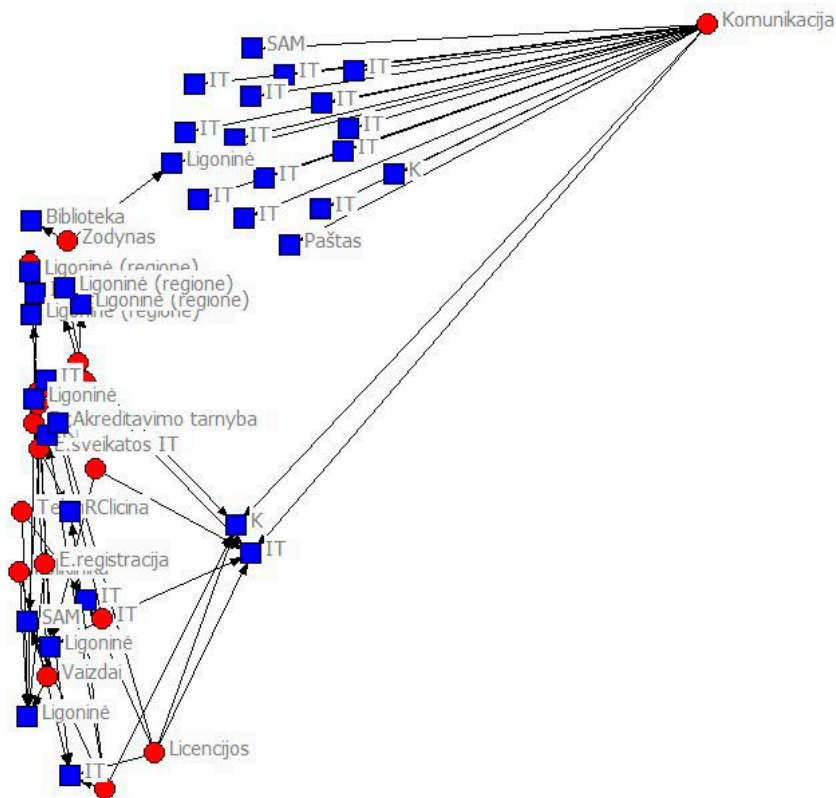 Komunikacija
SAM
IT
IT
IT
IT
IT
IT
IT
Ligoninė
IT
K
IT
IT
IT
Biblioteka
Zodynas
Paštas
Ligoninė (regione)
Ligoninė (regione)
Ligoninė (regione)
Ligoninė (regione)
IT
Ligoninė
Akreditavimo tarnyba
E.sveikatos IT
K
IT
E.registracija
IT
SAM
IT
Ligoninė
Vaizdai
Ligoninė
Licencijos
IT